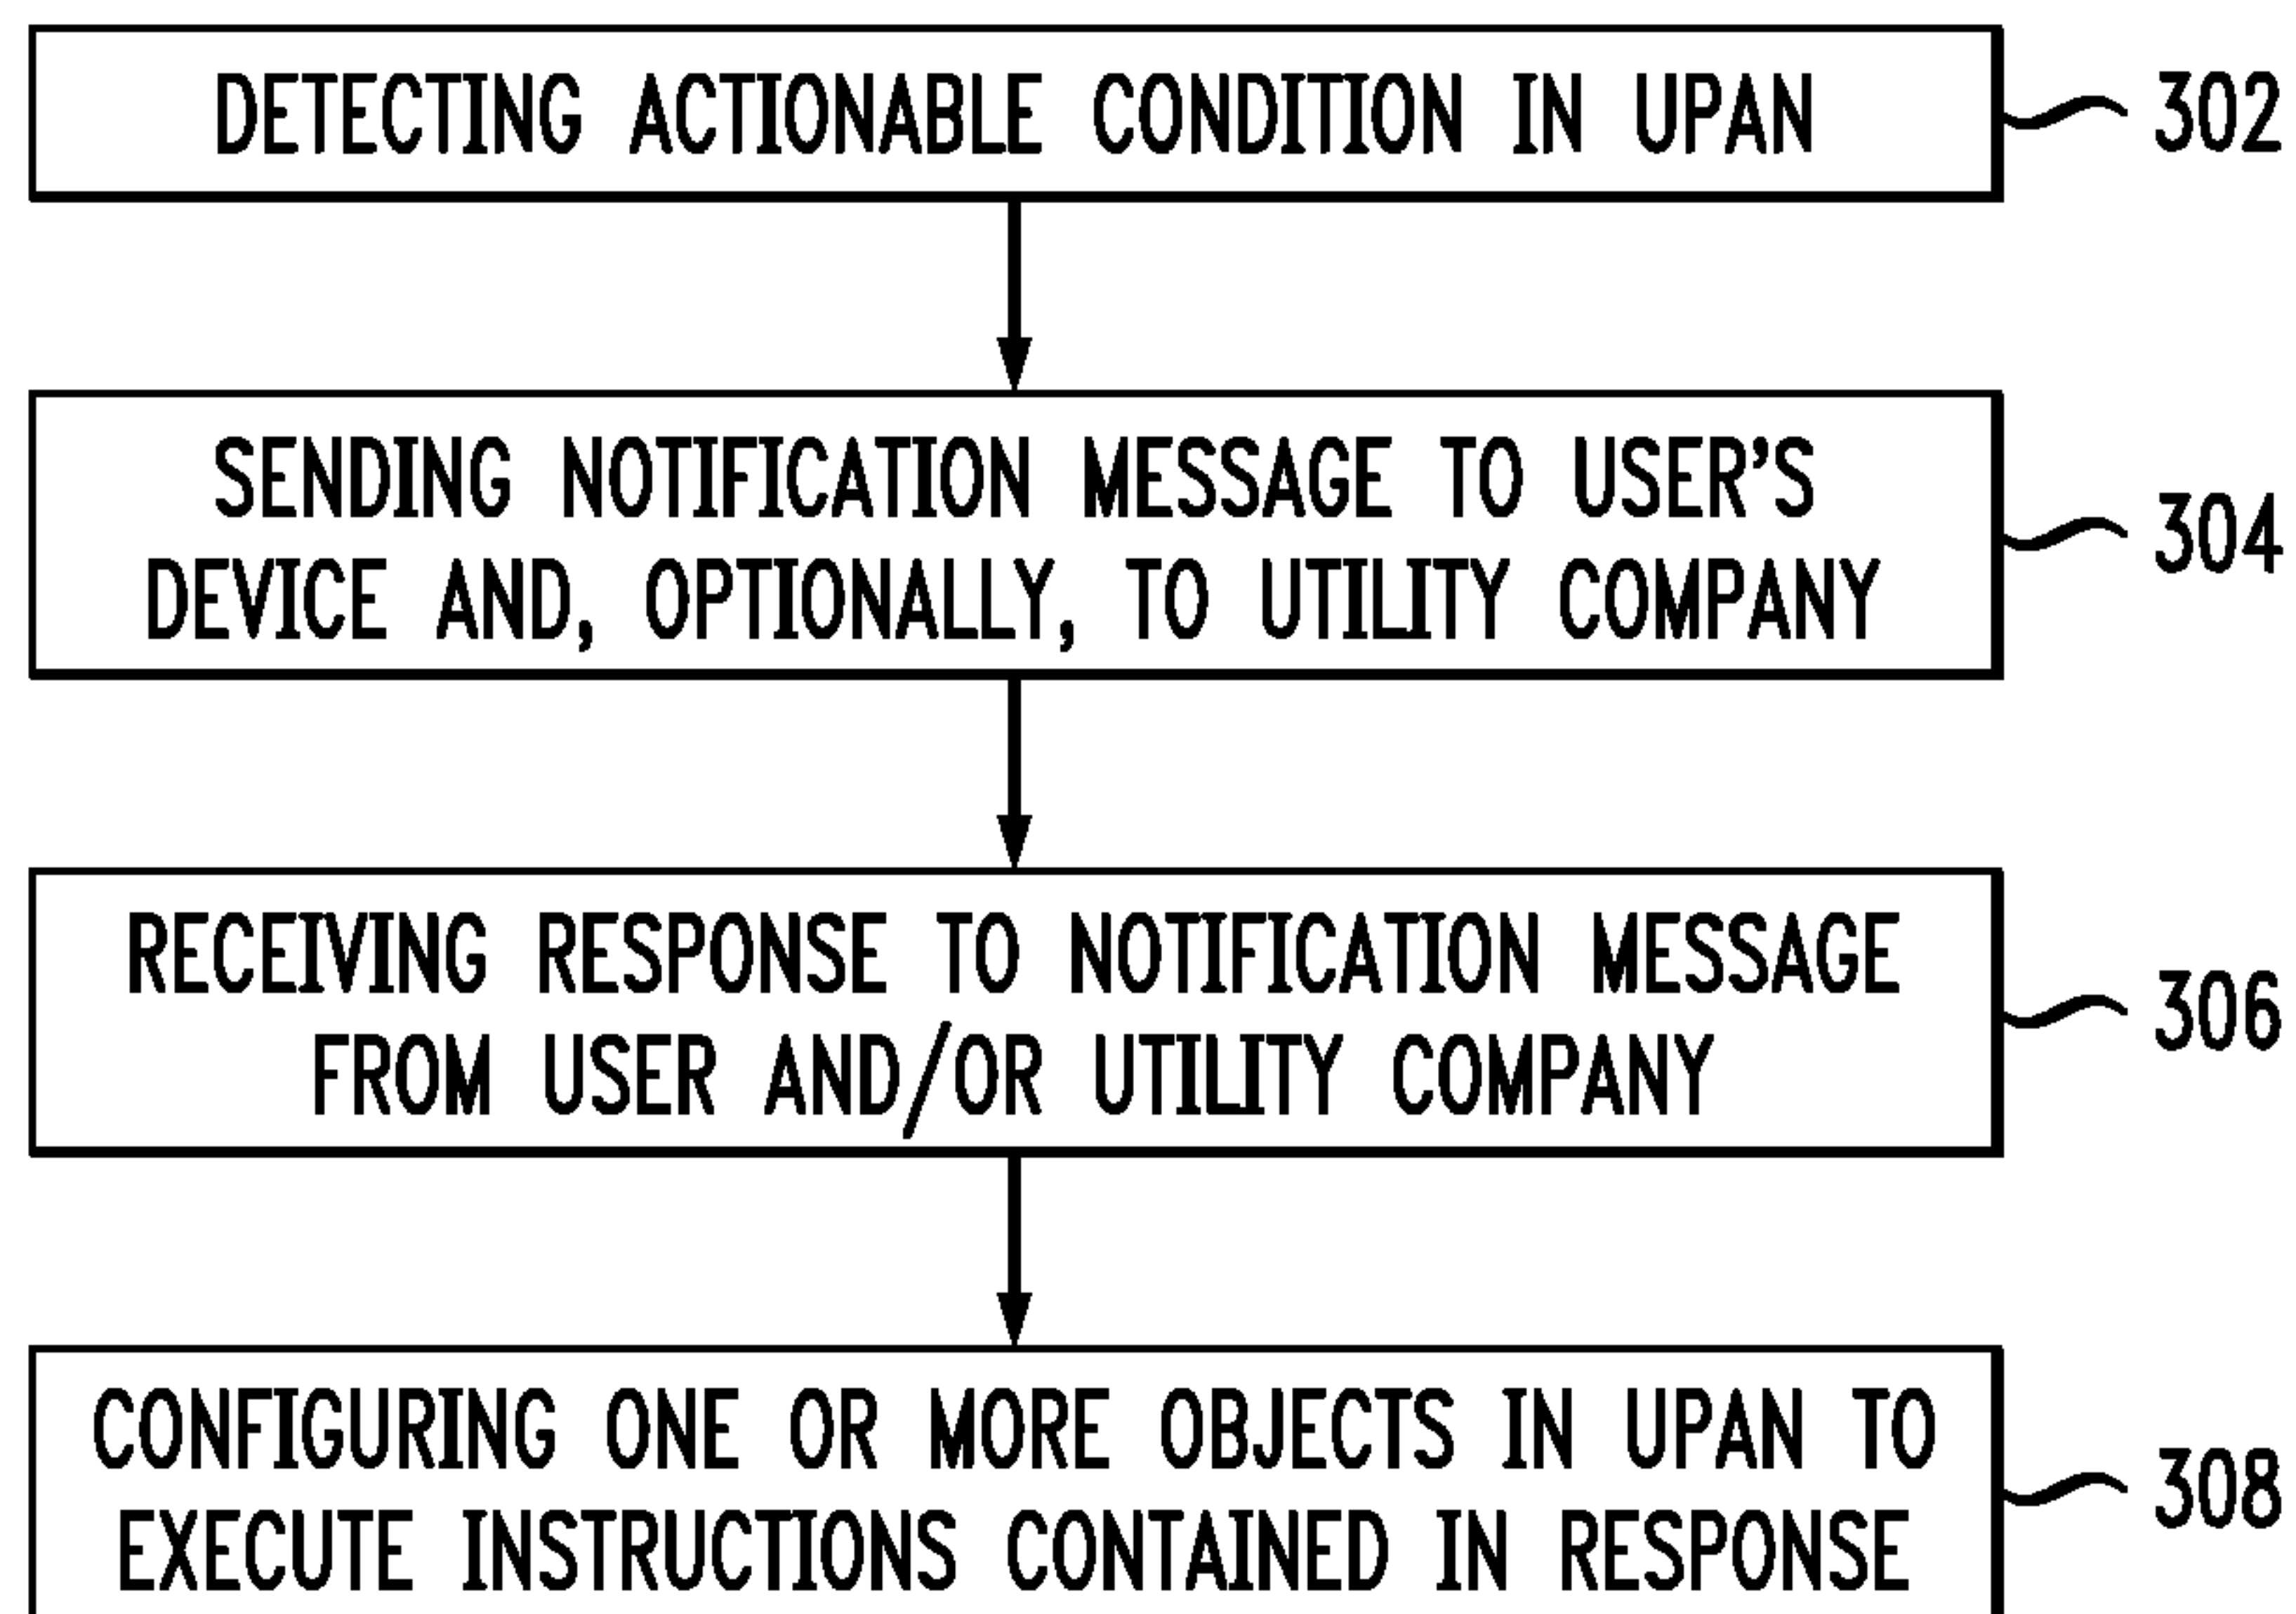 DETECTING ACTIONABLE CONDITION IN UPAN
302
SENDING NOTIFICATION MESSAGE TO USER'S
DEVICE AND, OPTIONALLY, TO UTILITY COMPANY
304
RECEIVING RESPONSE TO NOTIFICATION MESSAGE
FROM USER AND/OR UTILITY COMPANY
306
CONFIGURING ONE OR MORE OBJECTS IN UPAN TO
EXECUTE INSTRUCTIONS CONTAINED IN RESPONSE
308